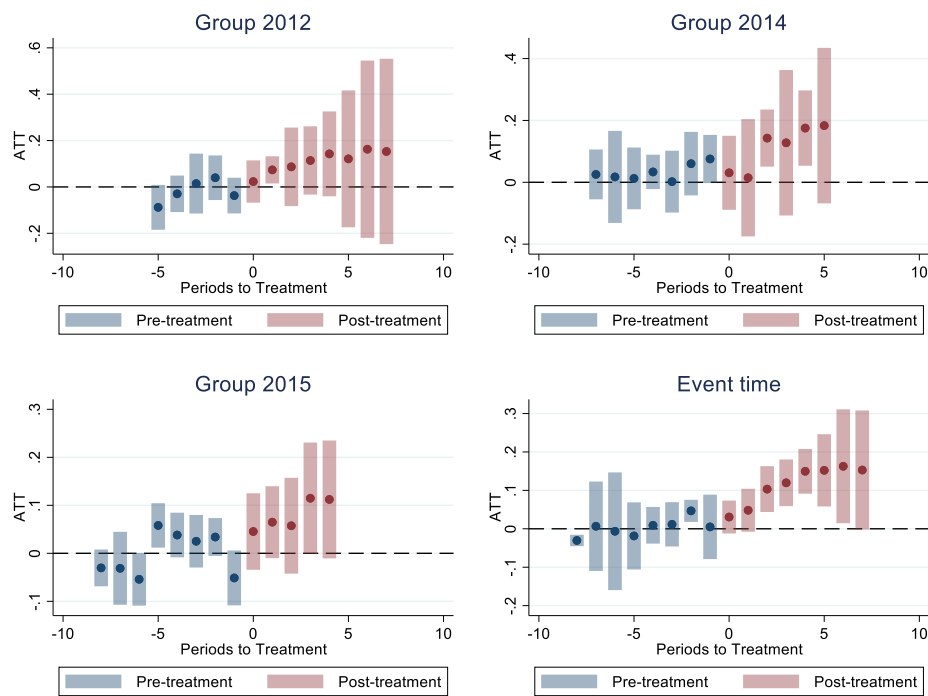 Group 2012
ATT
.6
.4
.2
0
-.2
-10 -5 0 5 10
Periods to Treatment
Pre-treatment Post-treatment
Group 2014
ATT
.4
.2
0
-.2
-10 -5 0 5 10
Periods to Treatment
Pre-treatment Post-treatment
Group 2015
ATT
.3
.2
.1
0
-.1
-10 -5 0 5 10
Periods to Treatment
Pre-treatment Post-treatment
Event time
ATT
.3
.2
.1
0
-.1
-.2
-10 -5 0 5 10
Periods to Treatment
Pre-treatment Post-treatment